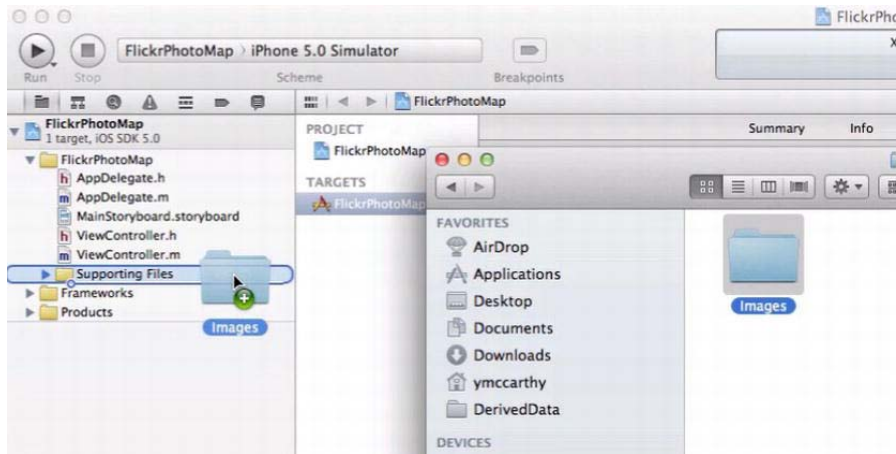 FlickrPho
FlickrPhotoMap › iPhone 5.0 Simulator
X
Run
Stop
Scheme
Breakpoints
FlickrPhotoMap
1 target, iOS SDK 5.0
FlickrPhotoMap
h AppDelegate.h
m AppDelegate.m
MainStoryboard.storyboard
h ViewController.h
m ViewController.m
Supporting Files
Frameworks
Products
Images
FlickrPhotoMap
PROJECT
FlickrPhotoMap
TARGETS
FlickrPhotoMap
Summary
Info
FAVORITES
AirDrop
Applications
Desktop
Documents
Downloads
ymccarthy
DerivedData
DEVICES
Images